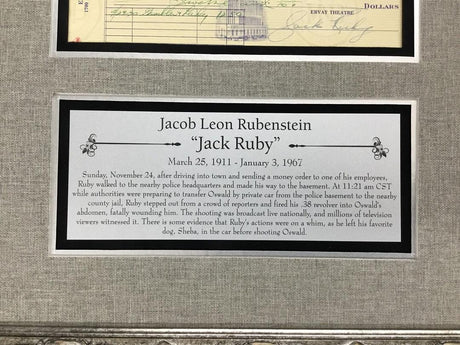 DOLLARS
ERVAY THEATRE
Jack Ruby
Jacob Leon Rubenstein
"Jack Ruby"
March 25, 1911 - January 3, 1967
Sunday, November 24, after driving into town and sending a money order to one of his employees,
Ruby walked to the nearby police headquarters and made his way to the basement. At 11:21 am CST
while authorities were preparing to transfer Oswald by private car from the police basement to the nearby
county jail, Ruby stepped out from a crowd of reporters and fired his .38 revolver into Oswald's
abdomen, fatally wounding him. The shooting was broadcast live nationally, and millions of television
viewers witnessed it. There is some evidence that Ruby's actions were on a whim, as he left his favorite
dog, Sheba, in the car before shooting Oswald.